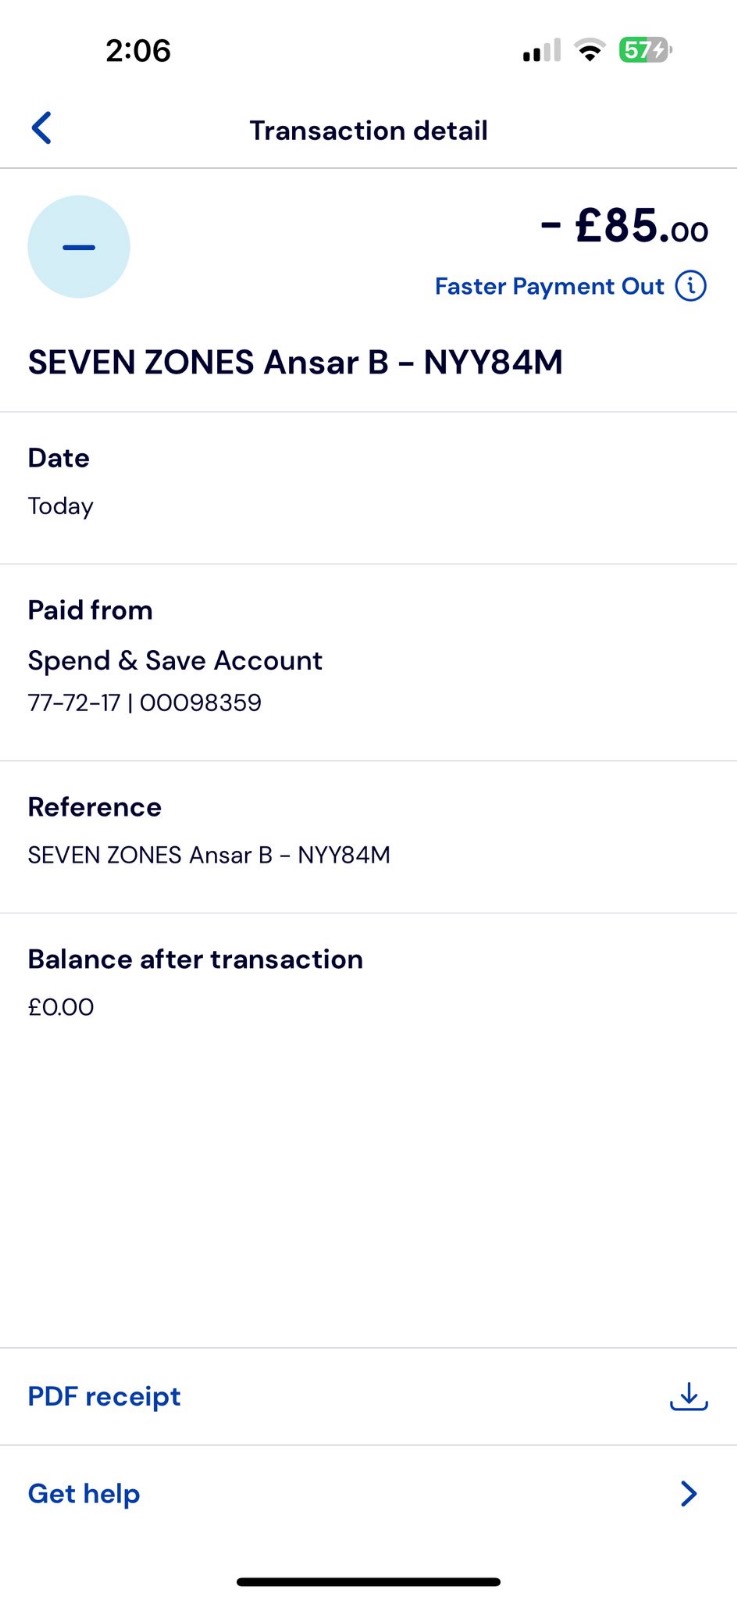 2:06
57
Transaction detail
- £85.00
Faster Payment Out
SEVEN ZONES Ansar B - NYY84M
Date
Today
Paid from
Spend & Save Account
77-72-17 | 00098359
Reference
SEVEN ZONES Ansar B - NYY84M
Balance after transaction
£0.00
PDF receipt
Get help